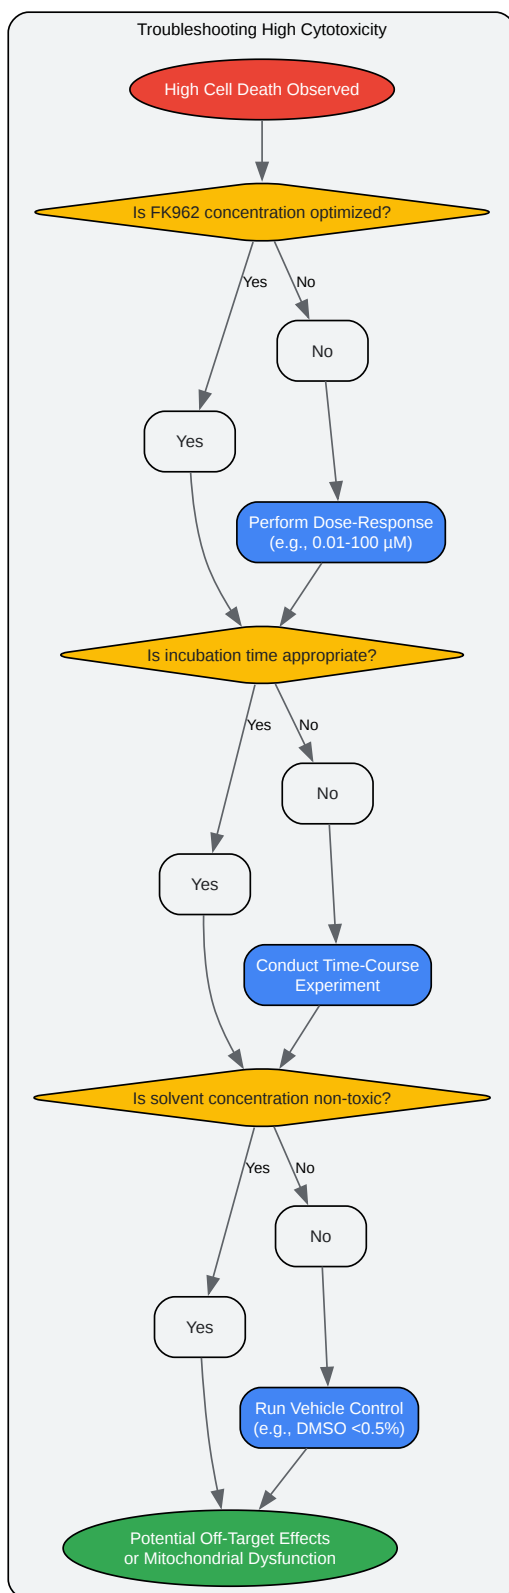 Troubleshooting High Cytotoxicity
High Cell Death Observed
Is FK962 concentration optimized?
Yes
No
No
Yes
Perform Dose-Response
(e.g., 0.01-100 µM)
Is incubation time appropriate?
Yes
No
No
Yes
Conduct Time-Course
Experiment
Is solvent concentration non-toxic?
Yes
No
No
Yes
Run Vehicle Control
(e.g., DMSO <0.5%)
Potential Off-Target Effects
or Mitochondrial Dysfunction